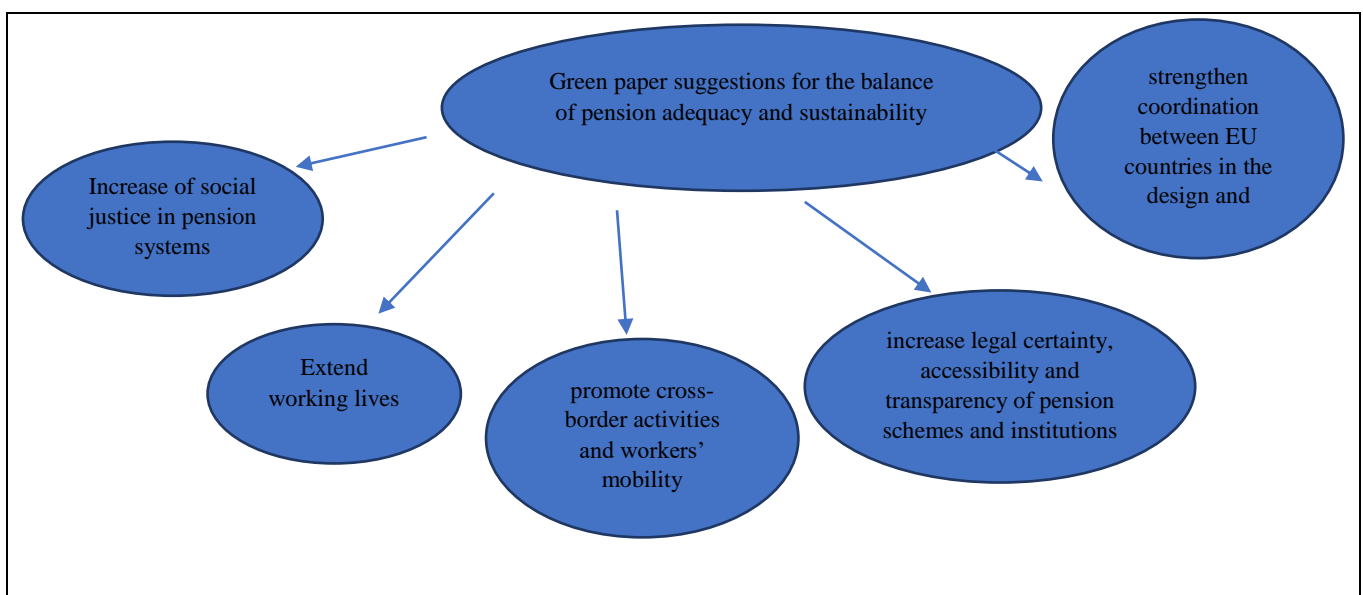 Green paper suggestions for the balance
of pension adequacy and sustainability
strengthen
coordination
between EU
countries in the
design and
Increase of social
justice in pension
systems
Extend
working lives
promote cross-
border activities
and workers’
mobility
increase legal certainty,
accessibility and
transparency of pension
schemes and institutions